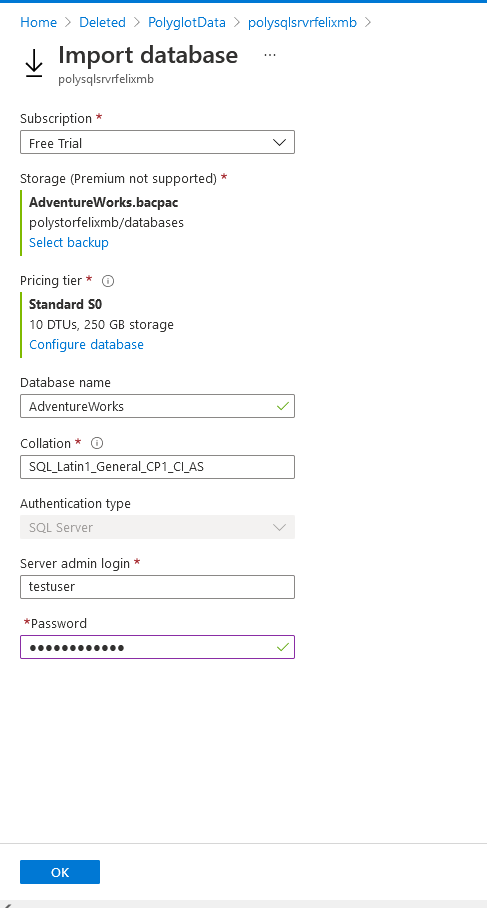 Home > Deleted > PolyglotData > polysqlsrvrfelixmb >
Import database ...
polysqlsrvrfelixmb
Subscription *
Free Trial
Storage (Premium not supported) *
AdventureWorks.bacpac
polystorfelixmb/databases
Select backup
Pricing tier *
Standard S0
10 DTUs, 250 GB storage
Configure database
Database name
AdventureWorks
Collation *
SQL_Latin1_General_CP1_CI_AS
Authentication type
SQL Server
Server admin login *
testuser
*Password
●●●●●●●●●●●●
OK